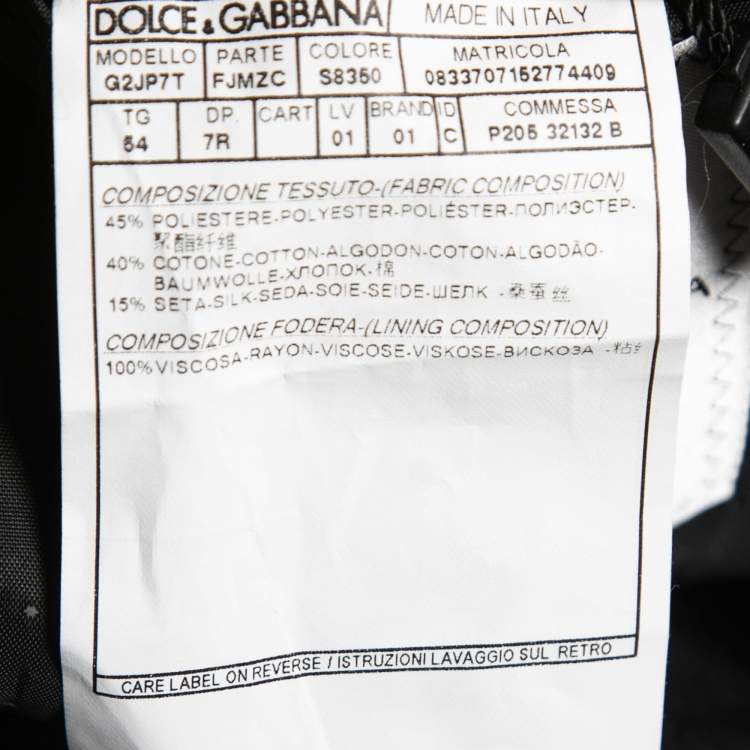 DOLCE & GABBANA MADE IN ITALY
MODELLO PARTE COLORE MATRICOLA
G2JP7T FJMZC S8350 0833707152774409
TG DP. CART LV BRAND ID COMMESSA
54 7R 01 01 C P205 32132 B
COMPOSIZIONE TESSUTO-(FABRIC COMPOSITION)
45% POLIESTERE-POLYESTER-POLIÉSTER-ПОЛИЭСТЕР-
聚酯纤维
40% COTONE-COTTON-ALGODON-COTON-ALGODÃO-
BAUMWOLLE-ХЛОПОК-棉
15% SETA-SILK-SEDA-SOIE-SEIDE-ШЕЛК -桑蚕丝
COMPOSIZIONE FODERA-(LINING COMPOSITION)
100% VISCOSA-RAYON-VISCOSE-VISKOSE-ВИСКОЗА -粘
CARE LABEL ON REVERSE / ISTRUZIONI LAVAGGIO SUL RETRO